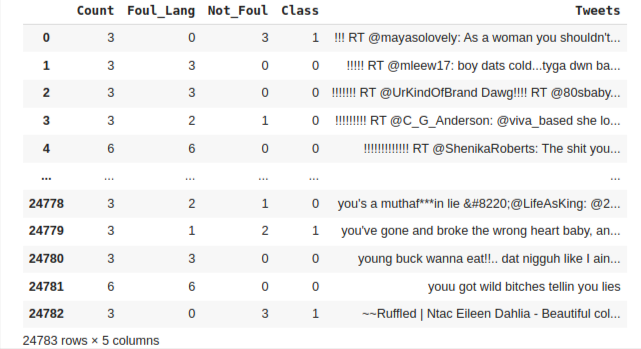 Count Foul_Lang Not_Foul Class Tweets
0 3 0 3 1 !!! RT @mayasolovely: As a woman you shouldn't...
1 3 3 0 0 !!!!! RT @mleew17: boy dats cold...tyga dwn ba...
2 3 3 0 0 !!!!!!! RT @UrKindOfBrand Dawg!!!! RT @80sbaby...
3 3 2 1 0 !!!!!!!!! RT @C_G_Anderson: @viva_based she lo...
4 6 6 0 0 !!!!!!!!!!!!! RT @ShenikaRoberts: The shit you...
... ... ... ... ... ...
24778 3 2 1 0 you's a muthaf***in lie &#8220;@LifeAsKing: @2...
24779 3 1 2 1 you've gone and broke the wrong heart baby, an...
24780 3 3 0 0 young buck wanna eat!!.. dat nigguh like I ain...
24781 6 6 0 0 youu got wild bitches tellin you lies
24782 3 0 3 1 ~~Ruffled | Ntac Eileen Dahlia - Beautiful col...
24783 rows × 5 columns